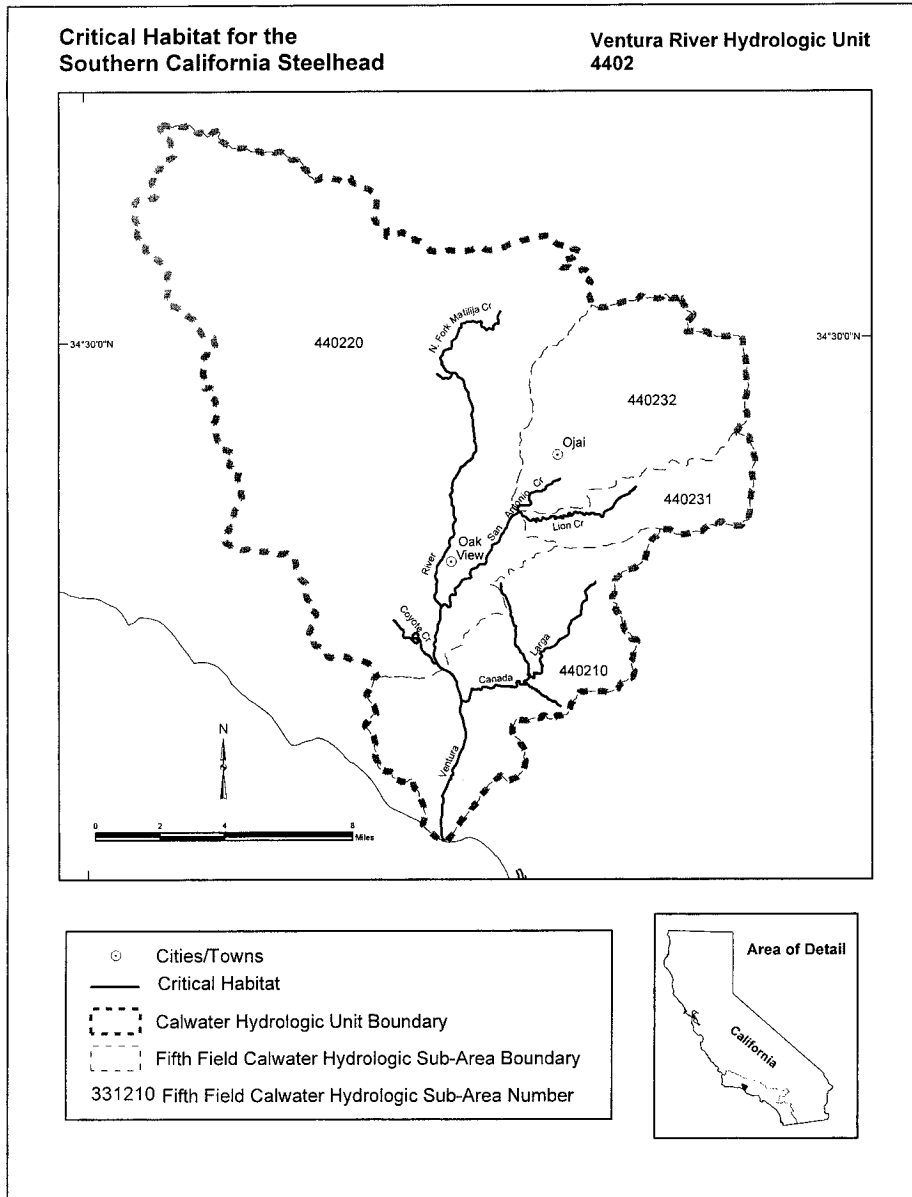 Critical Habitat for the
Southern California Steelhead
Ventura River Hydrologic Unit
4402
N. Fork Matilija Cr
34°30'0"N
34°30'0"N
440220
440232
Ojai
San Antonio Cr
440231
Lion Cr
Oak
View
River
Coyote Cr
Larga
440210
Canada
Ventura
N
0 2 4 8
Miles
Cities/Towns
Critical Habitat
Calwater Hydrologic Unit Boundary
Fifth Field Calwater Hydrologic Sub-Area Boundary
331210 Fifth Field Calwater Hydrologic Sub-Area Number
Area of Detail
California